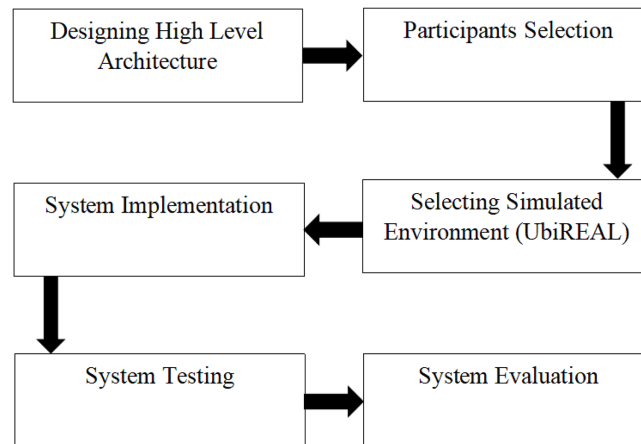 Designing High Level
Architecture
Participants Selection
Selecting Simulated
Environment (UbiREAL)
System Implementation
System Testing
System Evaluation